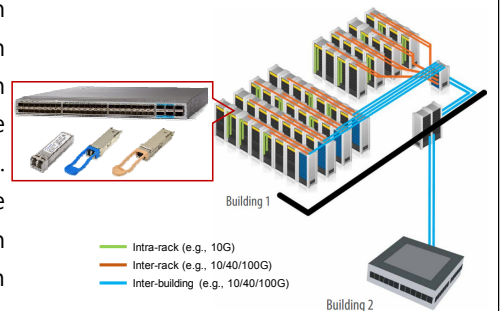 Building 1
Intra-rack (e.g., 10G)
Inter-rack (e.g., 10/40/100G)
Inter-building (e.g., 10/40/100G)
Building 2